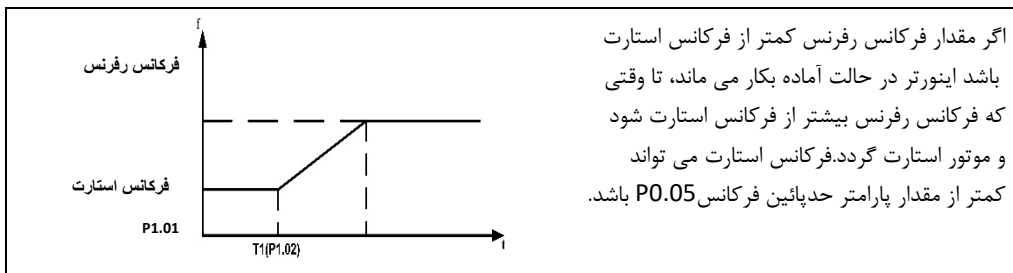 اگر مقدار فرکانس رفرنس کمتر از فرکانس استارت
باشد اینورتر در حالت آماده بکار می ماند، تا وقتی
که فرکانس رفرنس بیشتر از فرکانس استارت شود
و موتور استارت گردد.فرکانس استارت می تواند
کمتر از مقدار پارامتر حدپائین فرکانسP0.05 باشد.
f
فرکانس رفرنس
فرکانس استارت
P1.01
T1(P1.02)
t